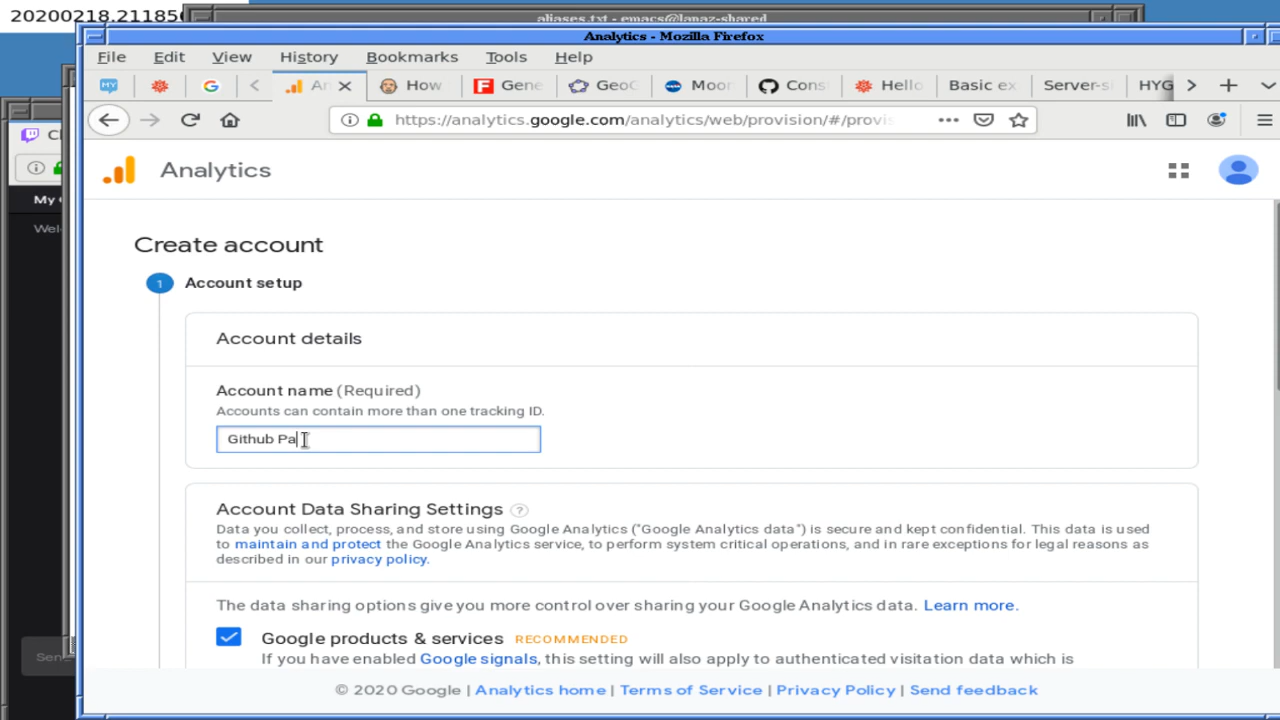 20200218.21185
aliases.txt - emacs@lapaz-shared
Analytics - Mozilla Firefox
File Edit View History Bookmarks Tools Help
An How Gene GeoG Moon Cons Hello Basic ex Server-s HYG
https://analytics.google.com/analytics/web/provision/#/provis
My
Wel
Analytics
Create account
1 Account setup
Account details
Account name (Required)
Accounts can contain more than one tracking ID.
Github Pa
Account Data Sharing Settings ?
Data you collect, process, and store using Google Analytics ("Google Analytics data") is secure and kept confidential. This data is used
to maintain and protect the Google Analytics service, to perform system critical operations, and in rare exceptions for legal reasons as
described in our privacy policy.
The data sharing options give you more control over sharing your Google Analytics data. Learn more.
Google products & services RECOMMENDED
If you have enabled Google signals, this setting will also apply to authenticated visitation data which is
Sen
© 2020 Google | Analytics home | Terms of Service | Privacy Policy | Send feedback